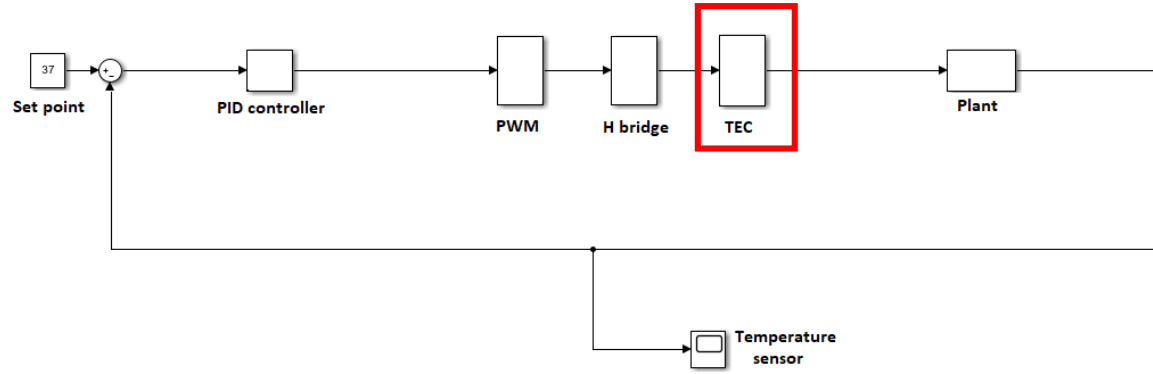 37
+
-
Set point
PID controller
PWM
H bridge
TEC
Plant
Temperature
sensor